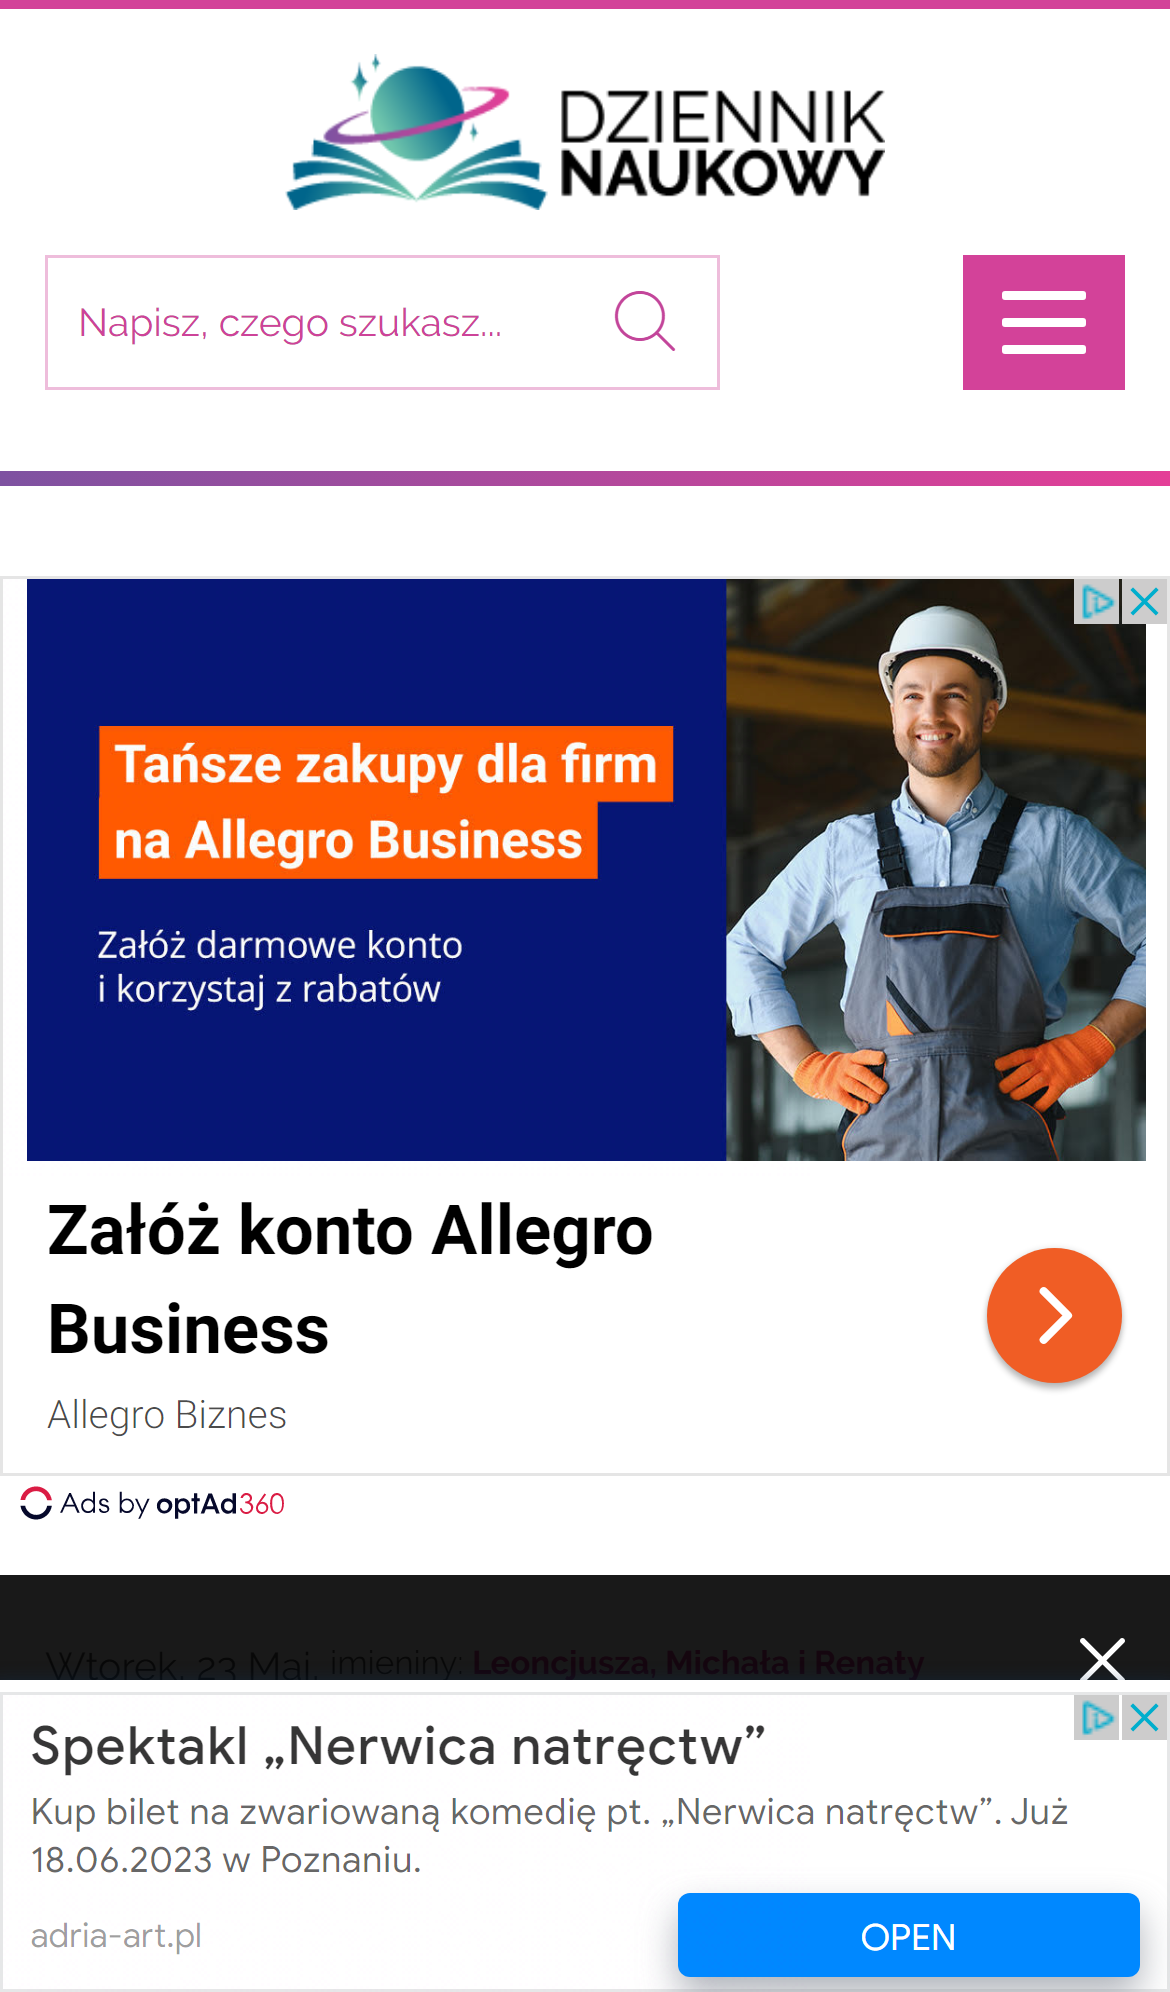 DZIENNIK
NAUKOWY
Napisz, czego szukasz...
Tańsze zakupy dla firm
na Allegro Business
Załóż darmowe konto
i korzystaj z rabatów
Załóż konto Allegro
Business
Allegro Biznes
Ads by optAd360
Wtorek, 23 Maj, imieniny: Leoncjusza, Michała i Renaty
Spektakl „Nerwica natręctw”
Kup bilet na zwariowaną komedię pt. „Nerwica natręctw”. Już
18.06.2023 w Poznaniu.
adria-art.pl
OPEN